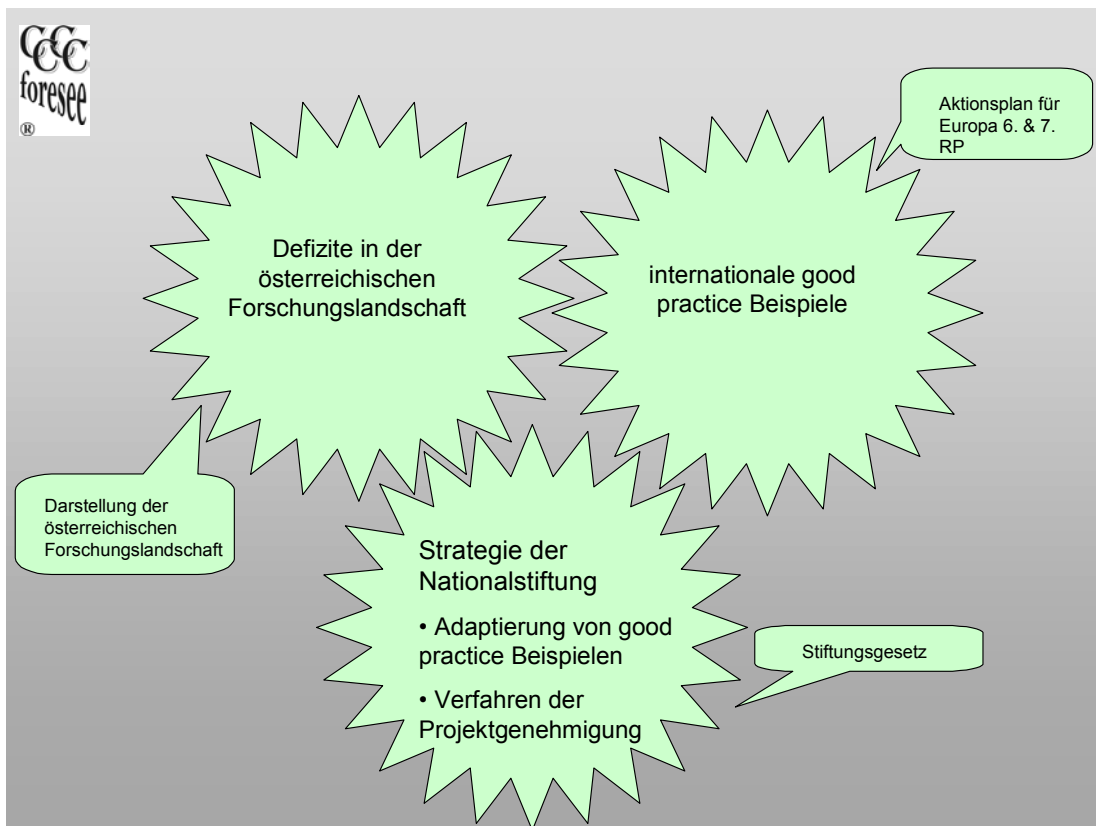 CCCC
foresee
®
Aktionsplan für
Europa 6. & 7.
RP
Defizite in der
österreichischen
Forschungslandschaft
internationale good
practice Beispiele
Darstellung der
österreichischen
Forschungslandschaft
Strategie der
Nationalstiftung
• Adaptierung von good
practice Beispielen
• Verfahren der
Projektgenehmigung
Stiftungsgesetz